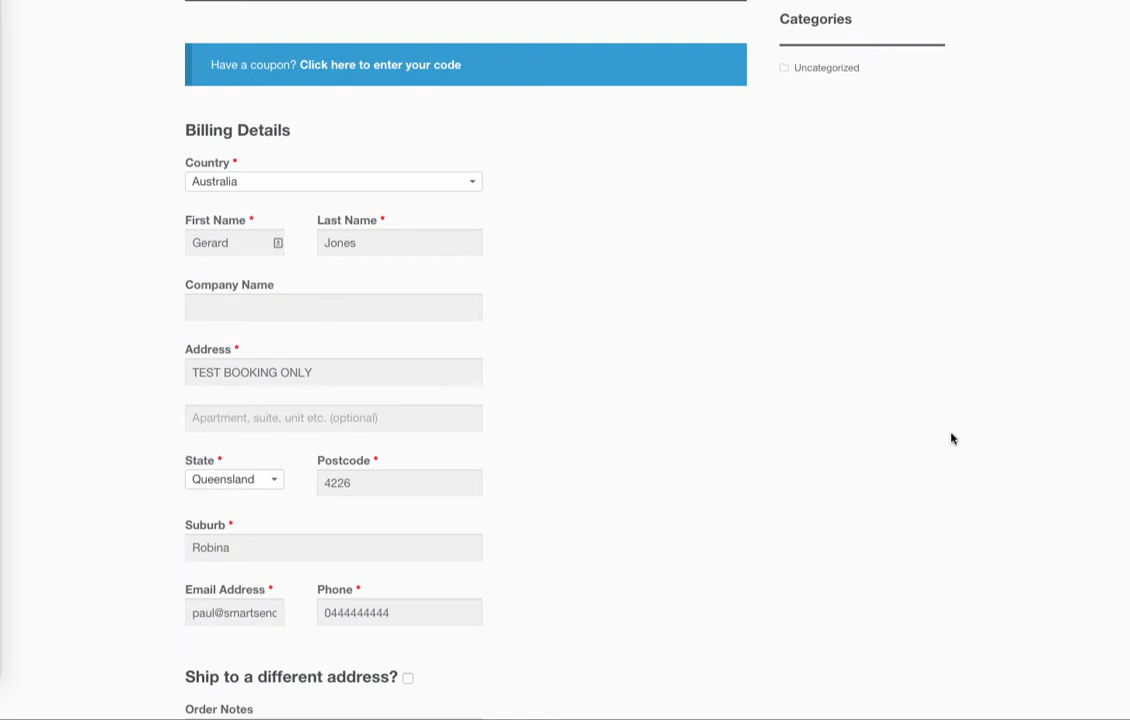 Categories
Uncategorized
Have a coupon? Click here to enter your code
Billing Details
Country *
Australia
First Name * Last Name *
Gerard Jones
Company Name
Address *
TEST BOOKING ONLY
Apartment, suite, unit etc. (optional)
State * Postcode *
Queensland 4226
Suburb *
Robina
Email Address * Phone *
paul@smartsenc 0444444444
Ship to a different address?
Order Notes